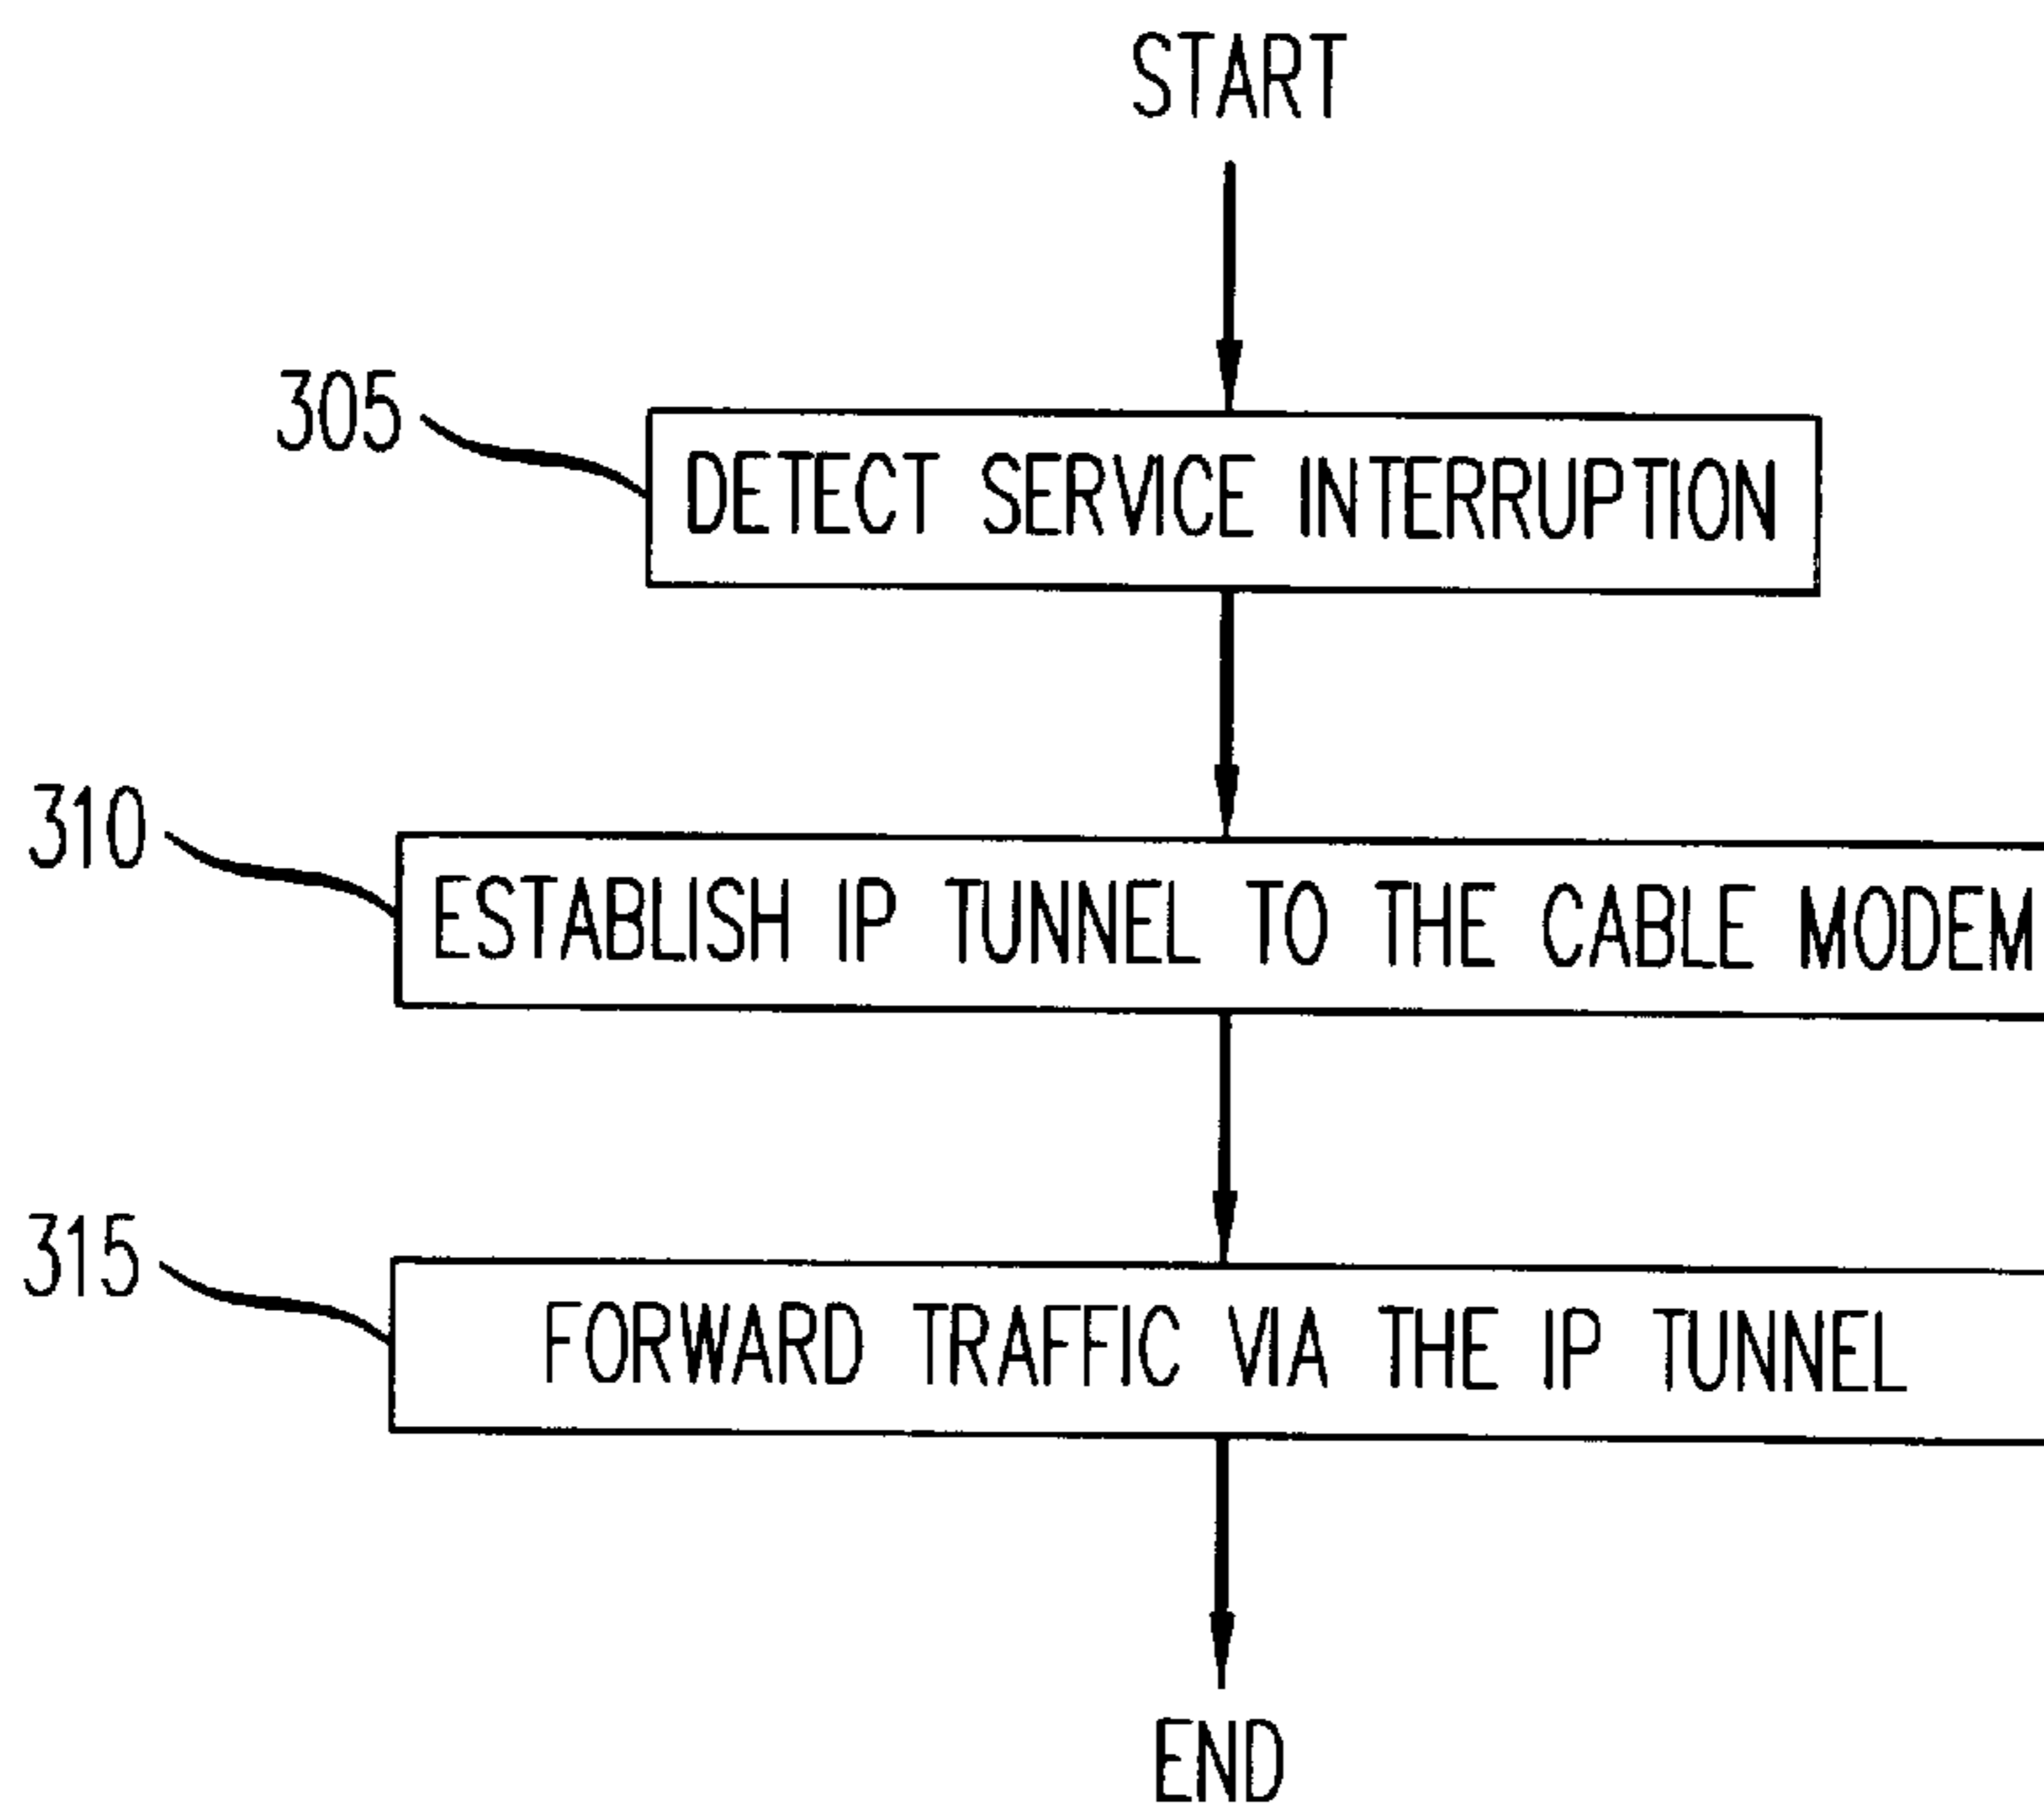 START
305
DETECT SERVICE INTERRUPTION
310
ESTABLISH IP TUNNEL TO THE CABLE MODEM
315
FORWARD TRAFFIC VIA THE IP TUNNEL
END